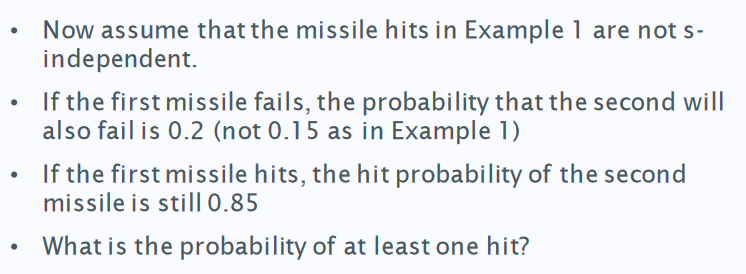 • Now assume that the missile hits in Example 1 are not s-
independent.
• If the first missile fails, the probability that the second will
also fail is 0.2 (not 0.15 as in Example 1)
• If the first missile hits, the hit probability of the second
missile is still 0.85
• What is the probability of at least one hit?